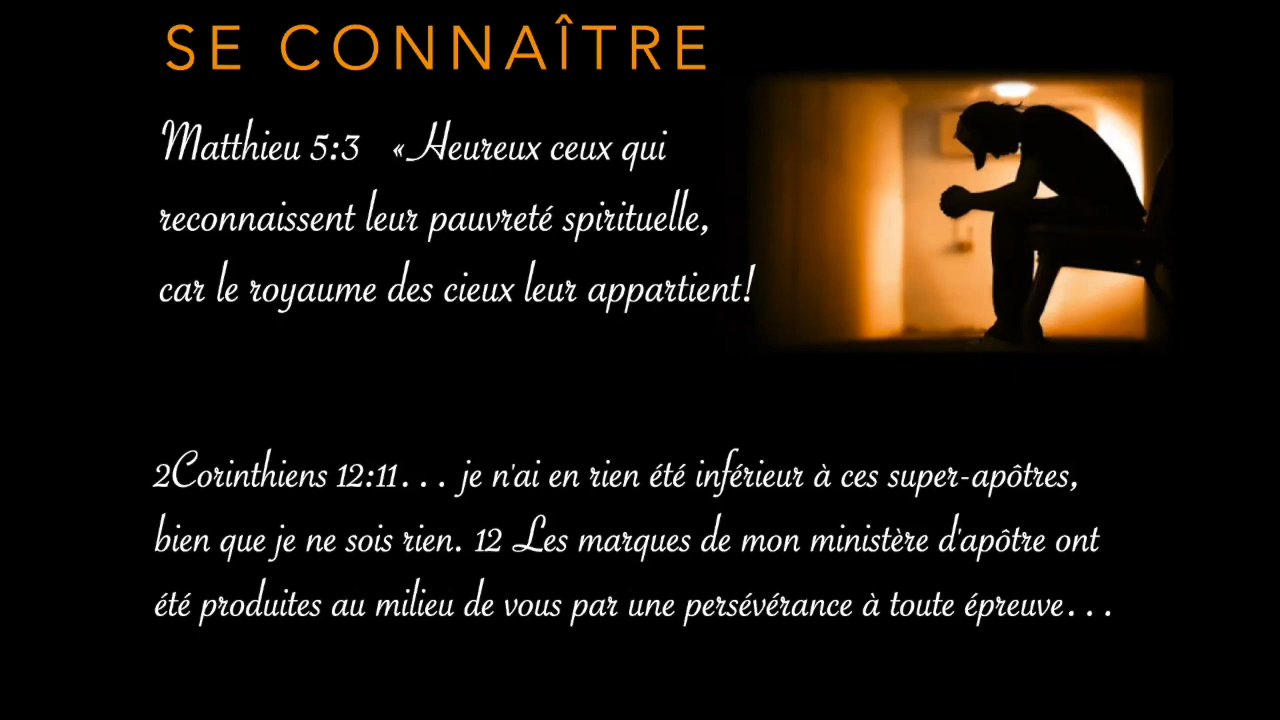 SE CONNAÎTRE
Matthieu 5:3 «Heureux ceux qui
reconnaissent leur pauvreté spirituelle,
car le royaume des cieux leur appartient!
2Corinthiens 12:11... je n'ai en rien été inférieur à ces super-apôtres,
bien que je ne sois rien. 12 Les marques de mon ministère d'apôtre ont
été produites au milieu de vous par une persévérance à toute épreuve...